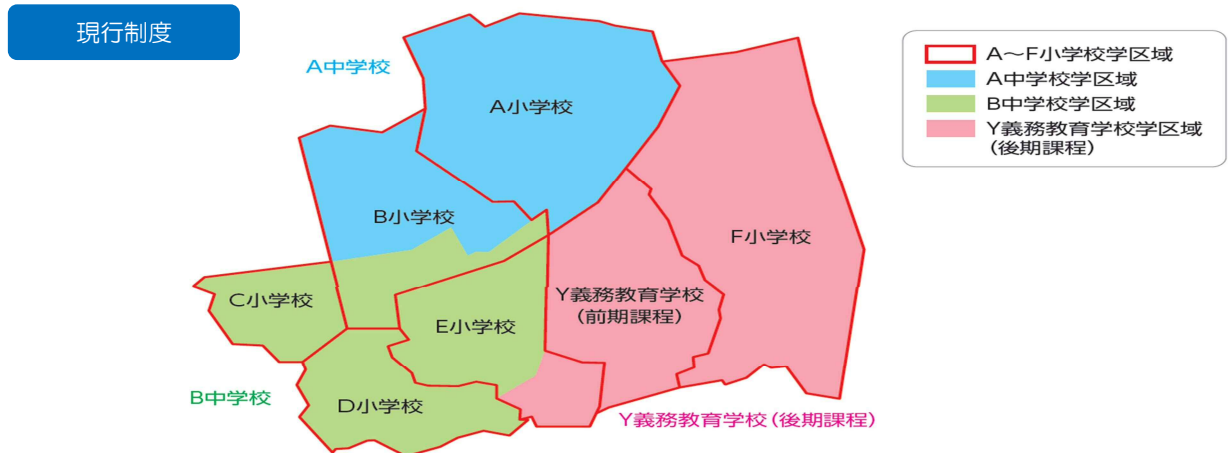 現行制度
A中学校
A小学校
B小学校
C小学校
E小学校
D小学校
B中学校
Y義務教育学校
(前期課程)
F小学校
Y義務教育学校(後期課程)
A～F小学校学区域
A中学校学区域
B中学校学区域
Y義務教育学校学区域
(後期課程)